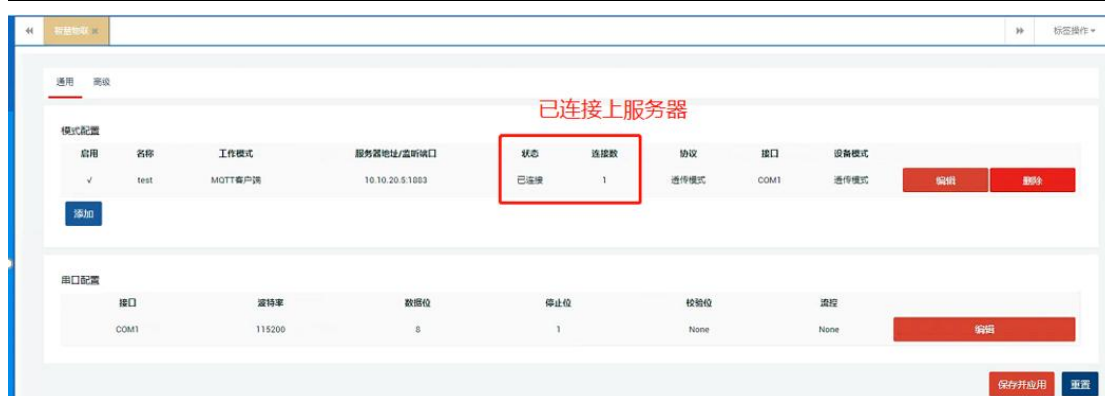 智慧物联 × 标签操作
通用 高级
已连接上服务器
模式配置
启用 名称 工作模式 服务器地址/监听端口 状态 连接数 协议 接口 设备模式
√ test MQTT客户端 10.10.20.5:1883 已连接 1 透传模式 COM1 透传模式 编辑 删除
添加
串口配置
接口 波特率 数据位 停止位 校验位 流控
COM1 115200 8 1 None None 编辑
保存并应用 重置